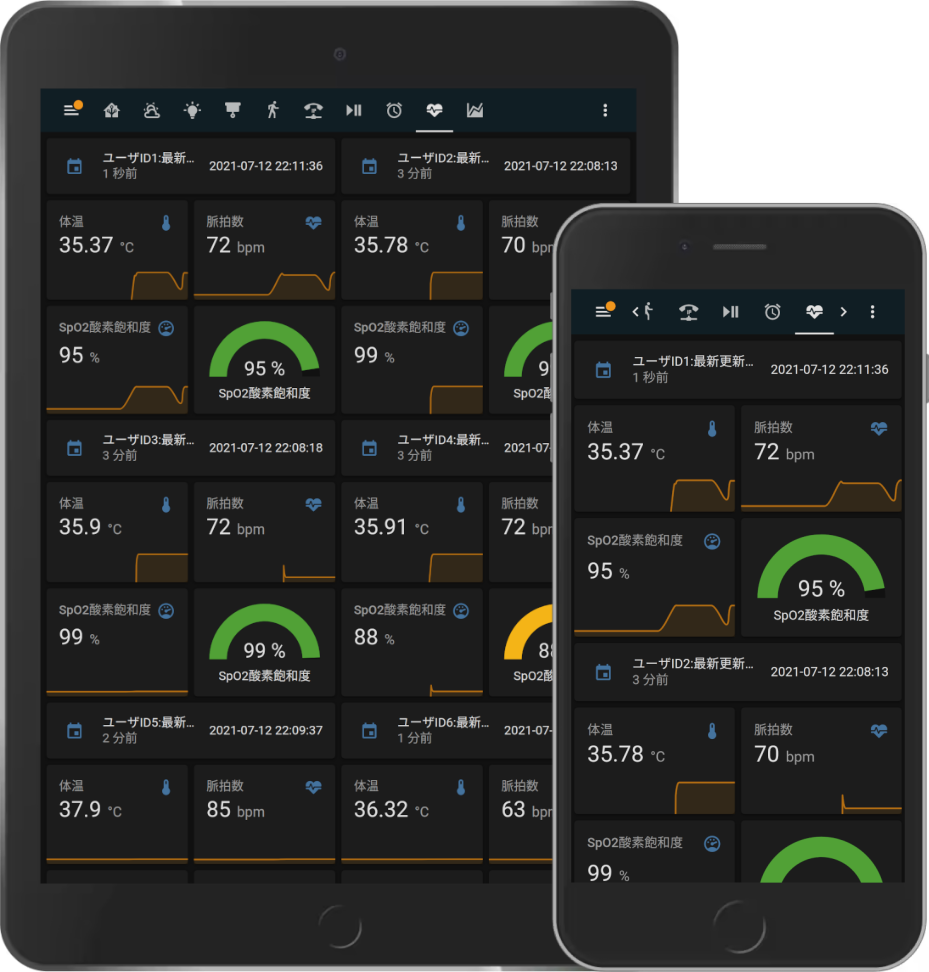 ユーザID1:最新… 2021-07-12 22:11:36
1 秒前
ユーザID2:最新… 2021-07-12 22:08:13
3 分前
体温
35.37 °C
脈拍数
72 bpm
体温
35.78 °C
脈拍数
70 bpm
SpO2酸素飽和度
95 %
95 %
SpO2酸素飽和度
SpO2酸素飽和度
99 %
9
SpO2酸
ユーザID3:最新… 2021-07-12 22:08:18
3 分前
ユーザID4:最新… 2021-07-
3 分前
体温
35.9 °C
脈拍数
72 bpm
体温
35.91 °C
脈拍数
72 bpm
SpO2酸素飽和度
99 %
99 %
SpO2酸素飽和度
SpO2酸素飽和度
88 %
88
SpO2酸
ユーザID5:最新… 2021-07-12 22:09:37
2 分前
ユーザID6:最新… 2021-07-
1 分前
体温
37.9 °C
脈拍数
85 bpm
体温
36.32 °C
脈拍数
63 bpm
ユーザID1:最新更新… 2021-07-12 22:11:36
1 秒前
体温
35.37 °C
脈拍数
72 bpm
SpO2酸素飽和度
95 %
95 %
SpO2酸素飽和度
ユーザID2:最新更新… 2021-07-12 22:08:13
3 分前
体温
35.78 °C
脈拍数
70 bpm
SpO2酸素飽和度
99 %